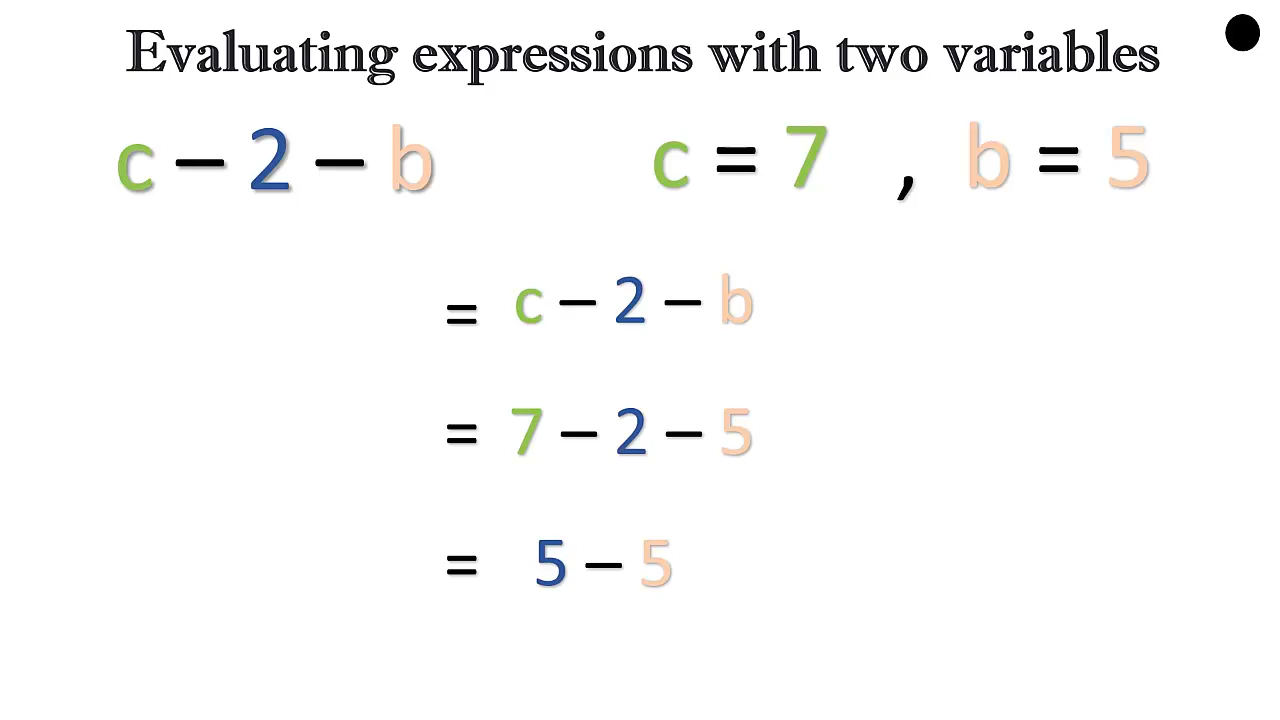 Evaluating expressions with two variables
c – 2 – b c = 7 , b = 5
= c – 2 – b
= 7 – 2 – 5
= 5 – 5